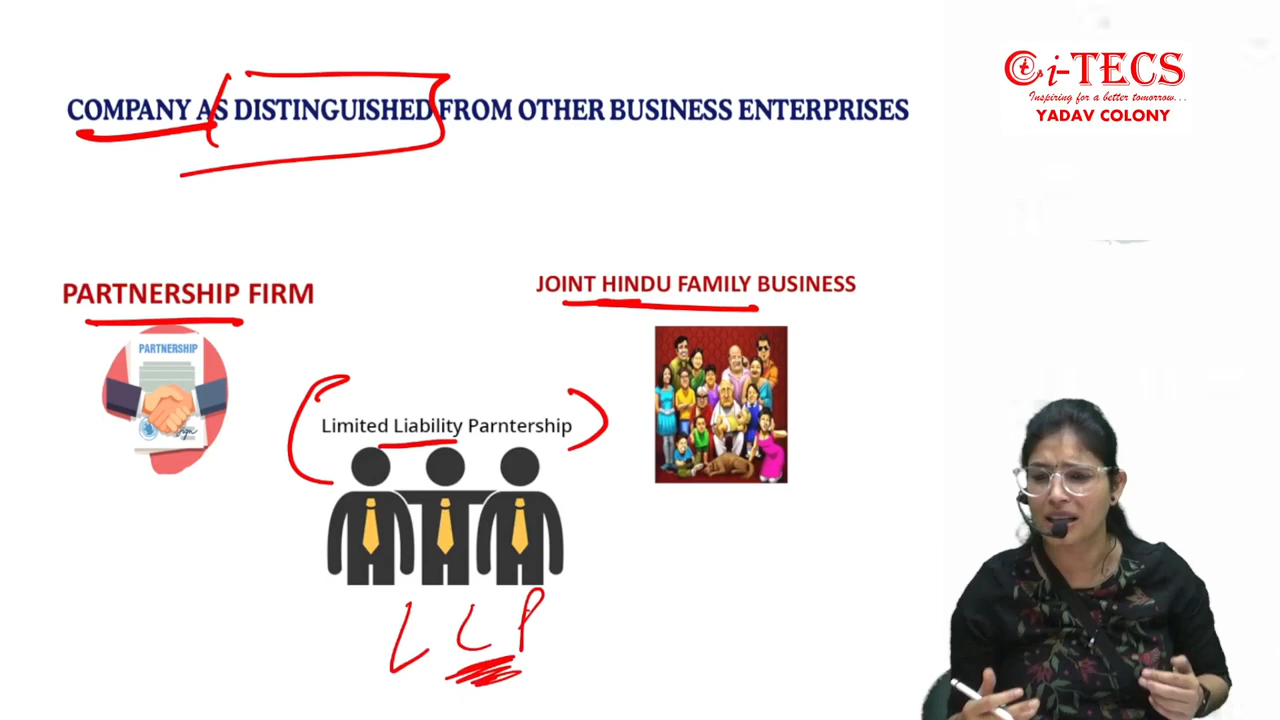 COMPANY AS DISTINGUISHED FROM OTHER BUSINESS ENTERPRISES
i-TECS
Inspiring for a better tomorrow...
YADAV COLONY
PARTNERSHIP FIRM
JOINT HINDU FAMILY BUSINESS
PARTNERSHIP
Limited Liability Parntership
LLP